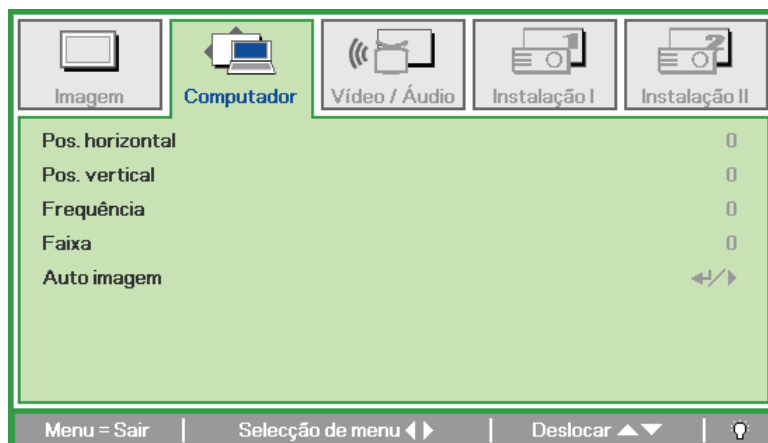 Imagem Computador Vídeo / Áudio Instalação I Instalação II
Pos. horizontal 0
Pos. vertical 0
Frequência 0
Faixa 0
Auto imagem
Menu = Sair Selecção de menu Deslocar